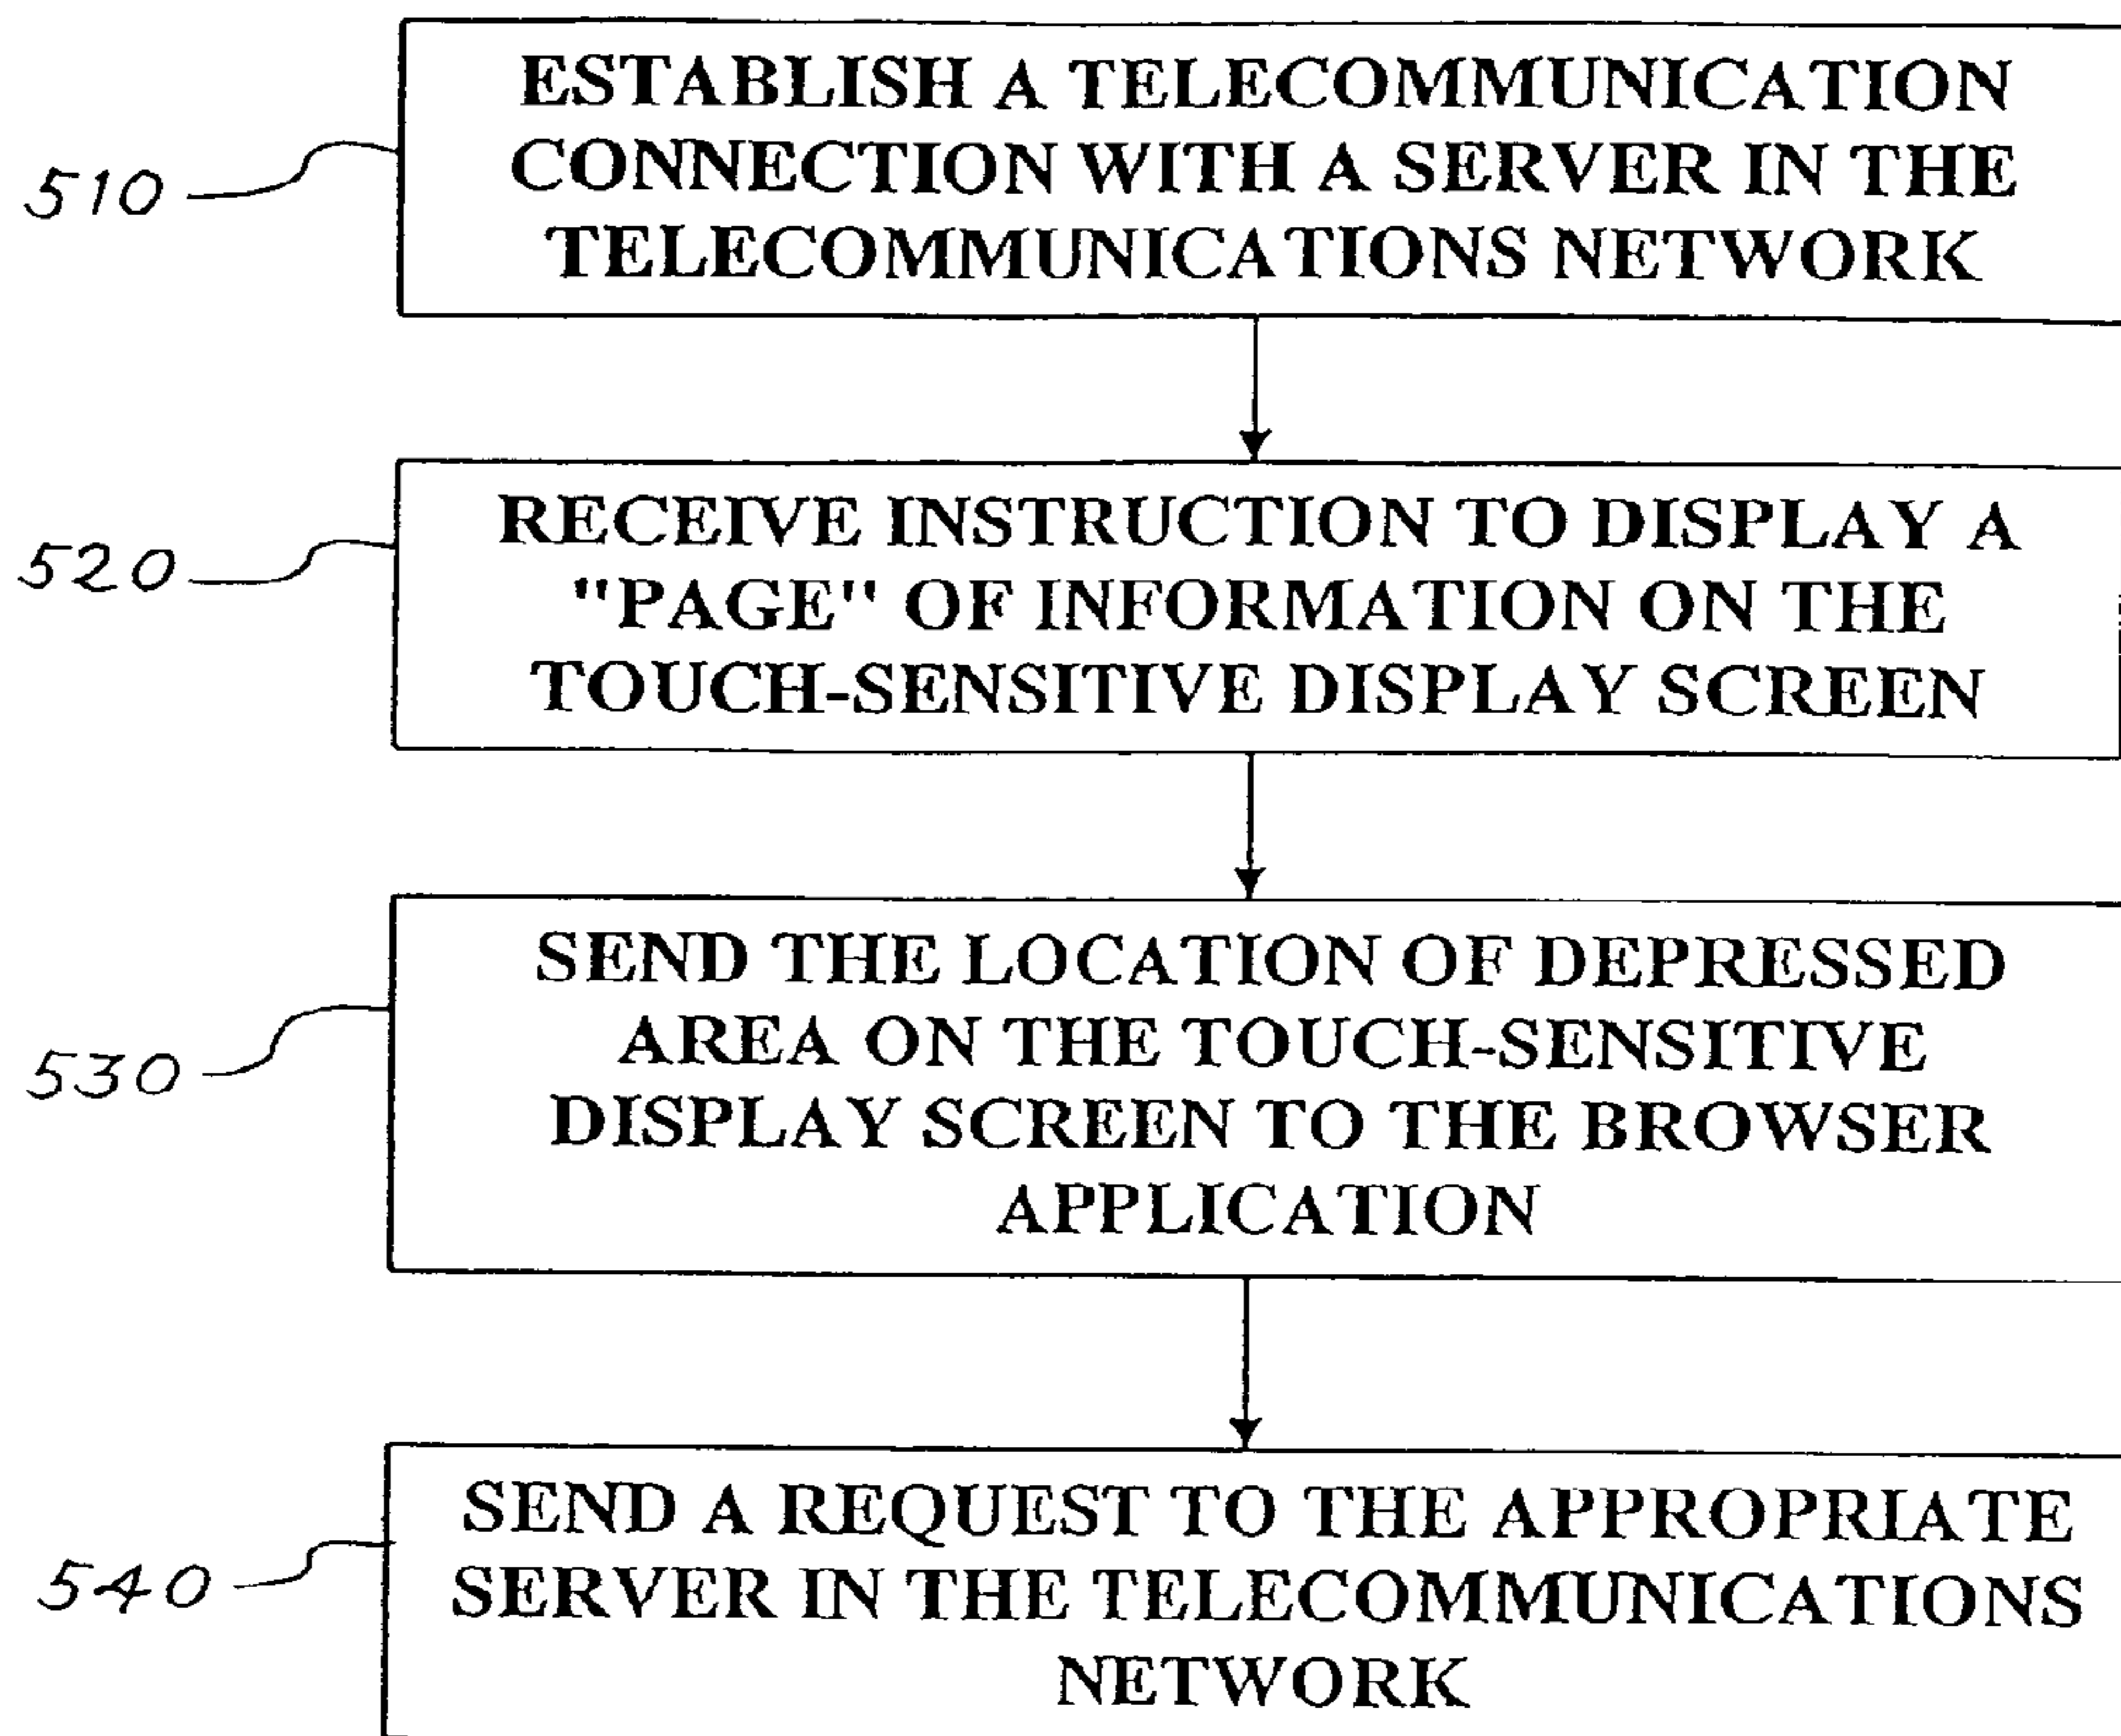 ESTABLISH A TELECOMMUNICATION
CONNECTION WITH A SERVER IN THE
TELECOMMUNICATIONS NETWORK
510
RECEIVE INSTRUCTION TO DISPLAY A
"PAGE" OF INFORMATION ON THE
TOUCH-SENSITIVE DISPLAY SCREEN
520
SEND THE LOCATION OF DEPRESSED
AREA ON THE TOUCH-SENSITIVE
DISPLAY SCREEN TO THE BROWSER
APPLICATION
530
SEND A REQUEST TO THE APPROPRIATE
SERVER IN THE TELECOMMUNICATIONS
NETWORK
540